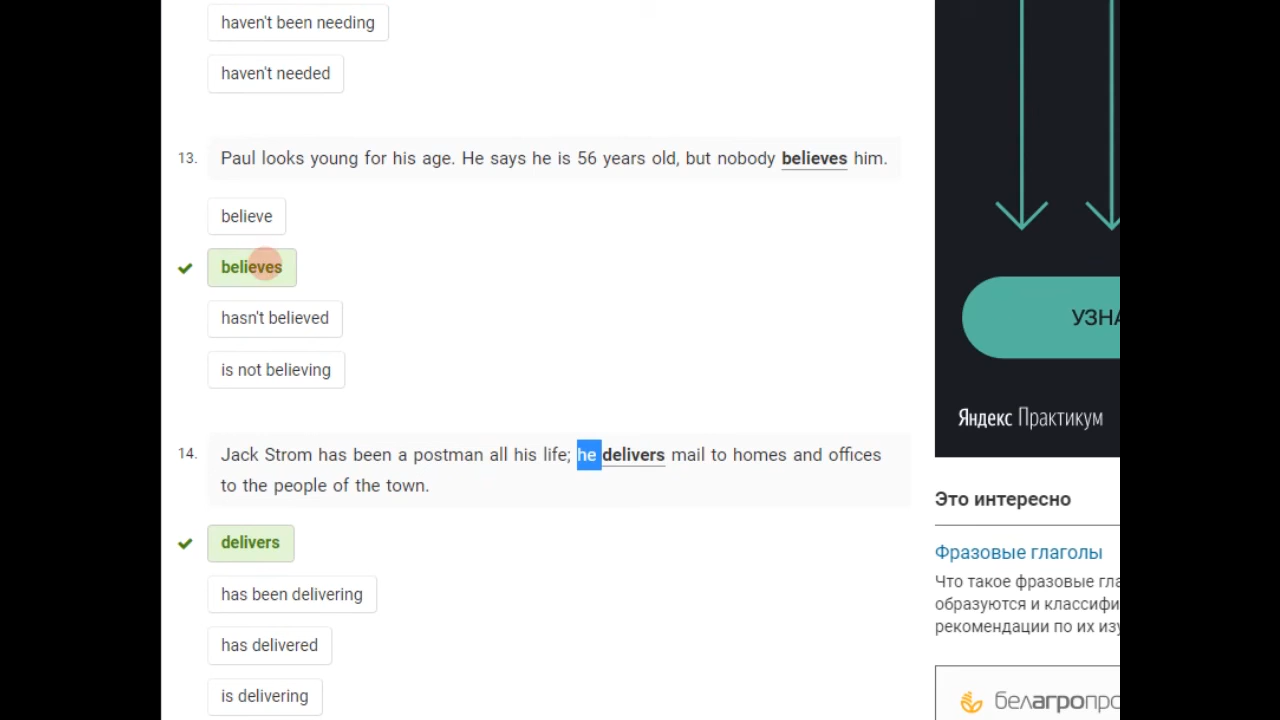 haven't been needing
haven't needed
13. Paul looks young for his age. He says he is 56 years old, but nobody believes him.
believe
believes
hasn't believed
is not believing
14. Jack Strom has been a postman all his life; he delivers mail to homes and offices
to the people of the town.
delivers
has been delivering
has delivered
is delivering
УЗНА
Яндекс Практикум
Это интересно
Фразовые глаголы
Что такое фразовые гла
образуются и классифи
рекомендации по их изу
белагропро